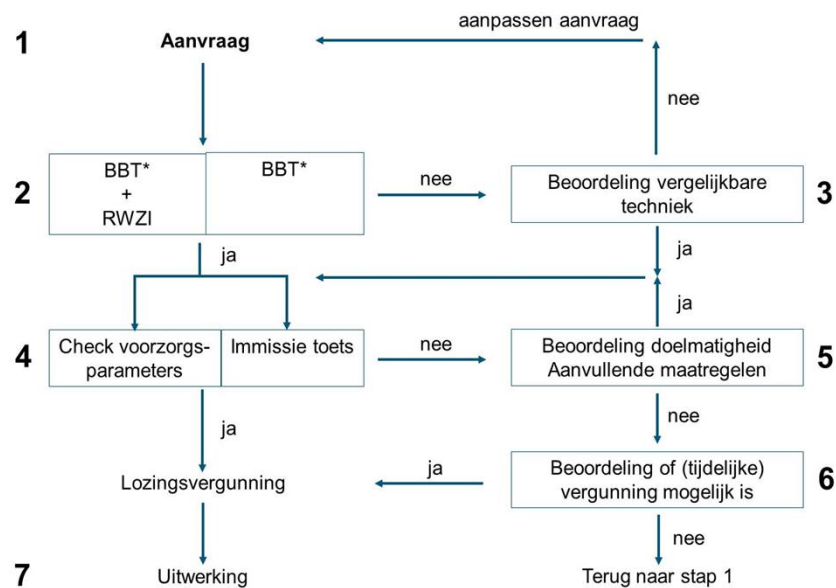 aanpassen aanvraag
1
Aanvraag
nee
2
BBT*
+
RWZI
BBT*
nee
Beoordeling vergelijkbare
techniek
3
ja
ja
ja
4
Check voorzorgs-
parameters
Immissie toets
nee
Beoordeling doelmatigheid
Aanvullende maatregelen
5
ja
nee
Lozingsvergunning
ja
Beoordeling of (tijdelijke)
vergunning mogelijk is
6
nee
7
Uitwerking
Terug naar stap 1